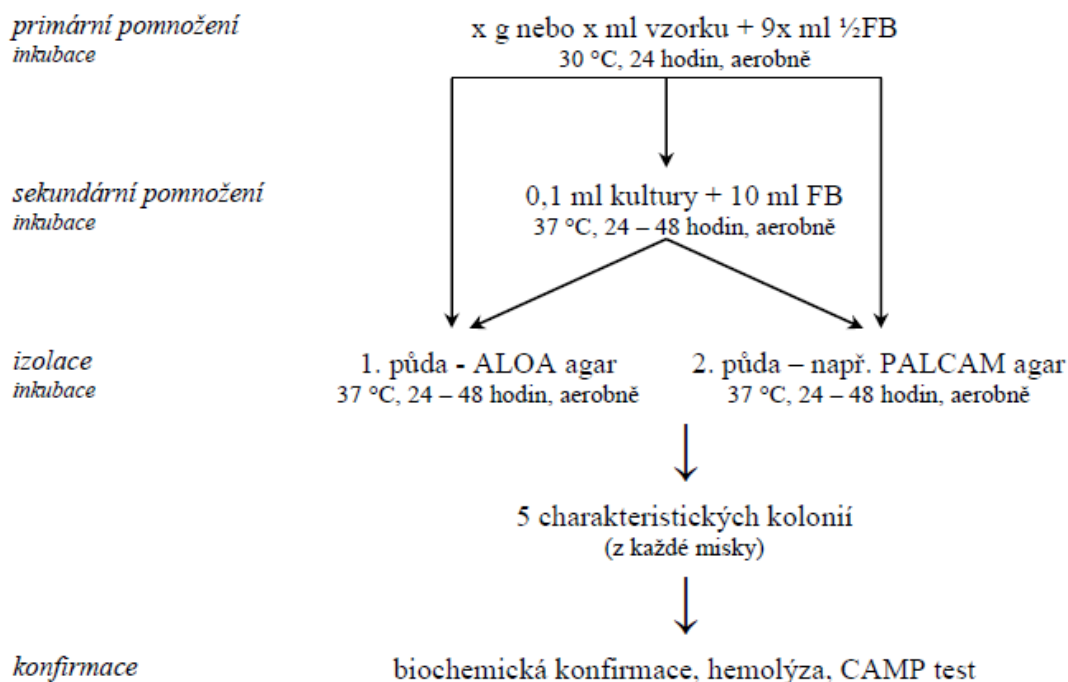 primární pomnožení
inkubace
x g nebo x ml vzorku + 9x ml ½FB
30 °C, 24 hodin, aerobně
sekundární pomnožení
inkubace
0,1 ml kultury + 10 ml FB
37 °C, 24 – 48 hodin, aerobně
izolace
inkubace
1. půda - ALOA agar
37 °C, 24 – 48 hodin, aerobně
2. půda – např. PALCAM agar
37 °C, 24 – 48 hodin, aerobně
5 charakteristických kolonií
(z každé misky)
konfirmace
biochemická konfirmace, hemolýza, CAMP test